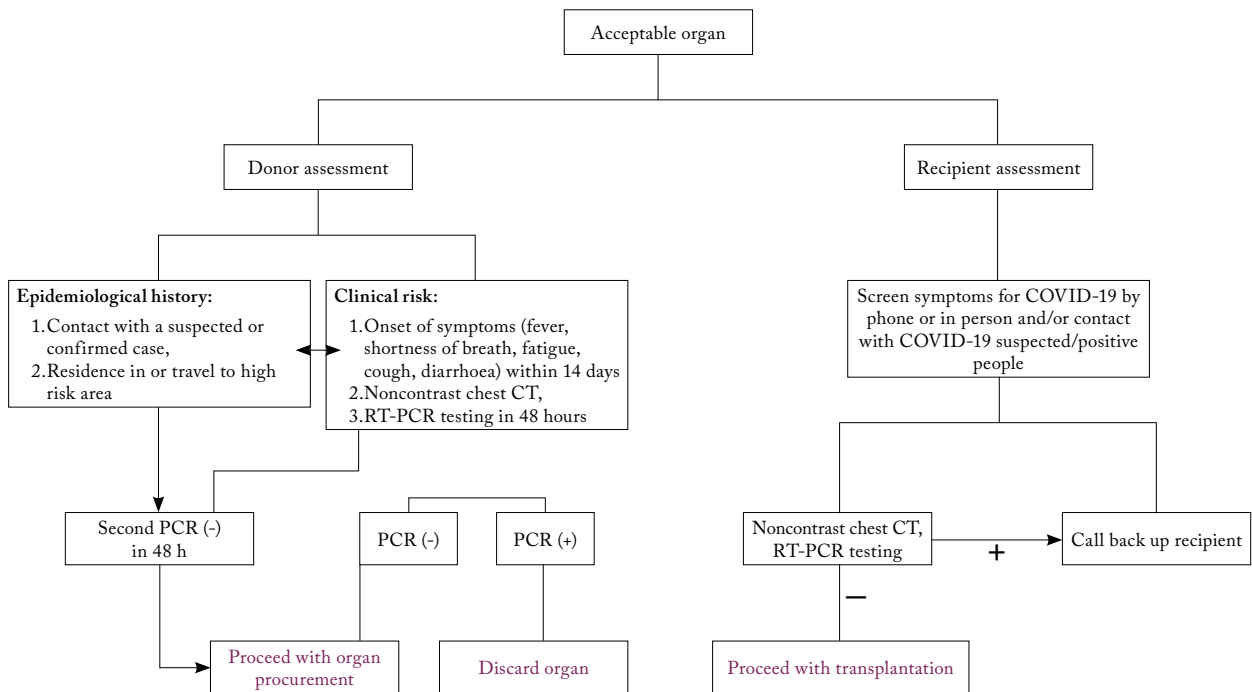 Acceptable organ
Donor assessment
Recipient assessment
Epidemiological history:
1.Contact with a suspected or
confirmed case,
2.Residence in or travel to high
risk area
Clinical risk:
1.Onset of symptoms (fever,
shortness of breath, fatigue,
cough, diarrhoea) within 14 days
2.Noncontrast chest CT,
3.RT-PCR testing in 48 hours
Screen symptoms for COVID-19 by
phone or in person and/or contact
with COVID-19 suspected/positive
people
Second PCR (-)
in 48 h
PCR (-)
PCR (+)
Noncontrast chest CT,
RT-PCR testing
+
Call back up recipient
–
Proceed with organ
procurement
Discard organ
Proceed with transplantation